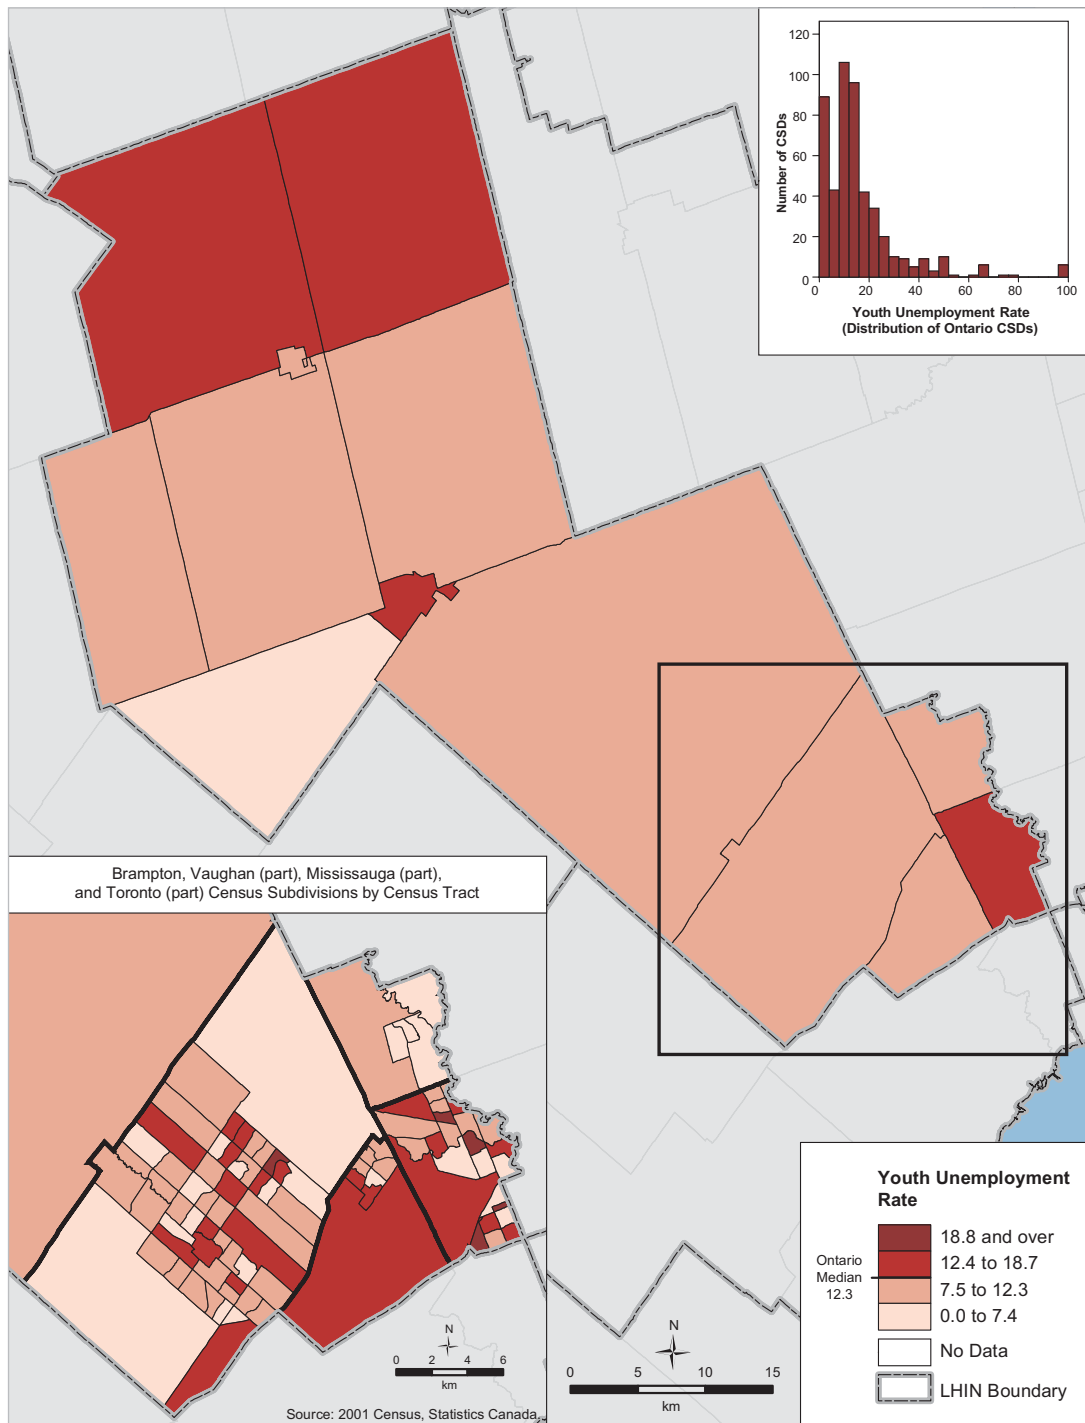 120
100
80
60
40
20
0
Number of CSDs
0 20 40 60 80 100
Youth Unemployment Rate
(Distribution of Ontario CSDs)
Brampton, Vaughan (part), Mississauga (part),
and Toronto (part) Census Subdivisions by Census Tract
N
0 2 4 6
km
Source: 2001 Census, Statistics Canada
N
0 5 10 15
km
Youth Unemployment
Rate
Ontario
Median
12.3
18.8 and over
12.4 to 18.7
7.5 to 12.3
0.0 to 7.4
No Data
LHIN Boundary